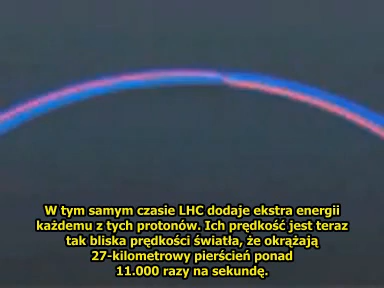 W tym samym czasie LHC dodaje ekstra energii
każdemu z tych protonów. Ich prędkość jest teraz
tak bliska prędkości światła, że okrążają
27-kilometrowy pierścień ponad
11.000 razy na sekundę.